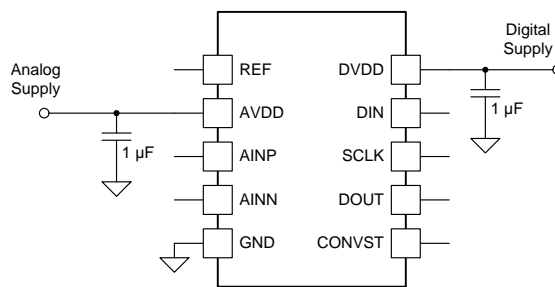 Analog
Supply
1 µF
REF
AVDD
AINP
AINN
GND
DVDD
DIN
SCLK
DOUT
CONVST
Digital
Supply
1 µF